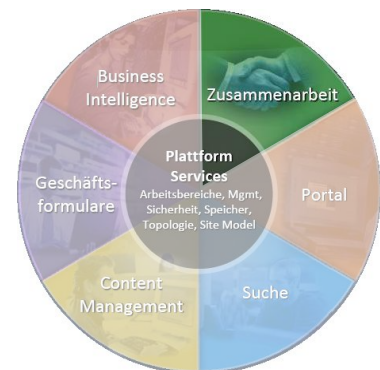 Business
Intelligence
Zusammenarbeit
Plattform
Services
Arbeitsbereiche, Mgmt,
Sicherheit, Speicher,
Topologie, Site Model
Geschäfts-
formulare
Portal
Content
Management
Suche